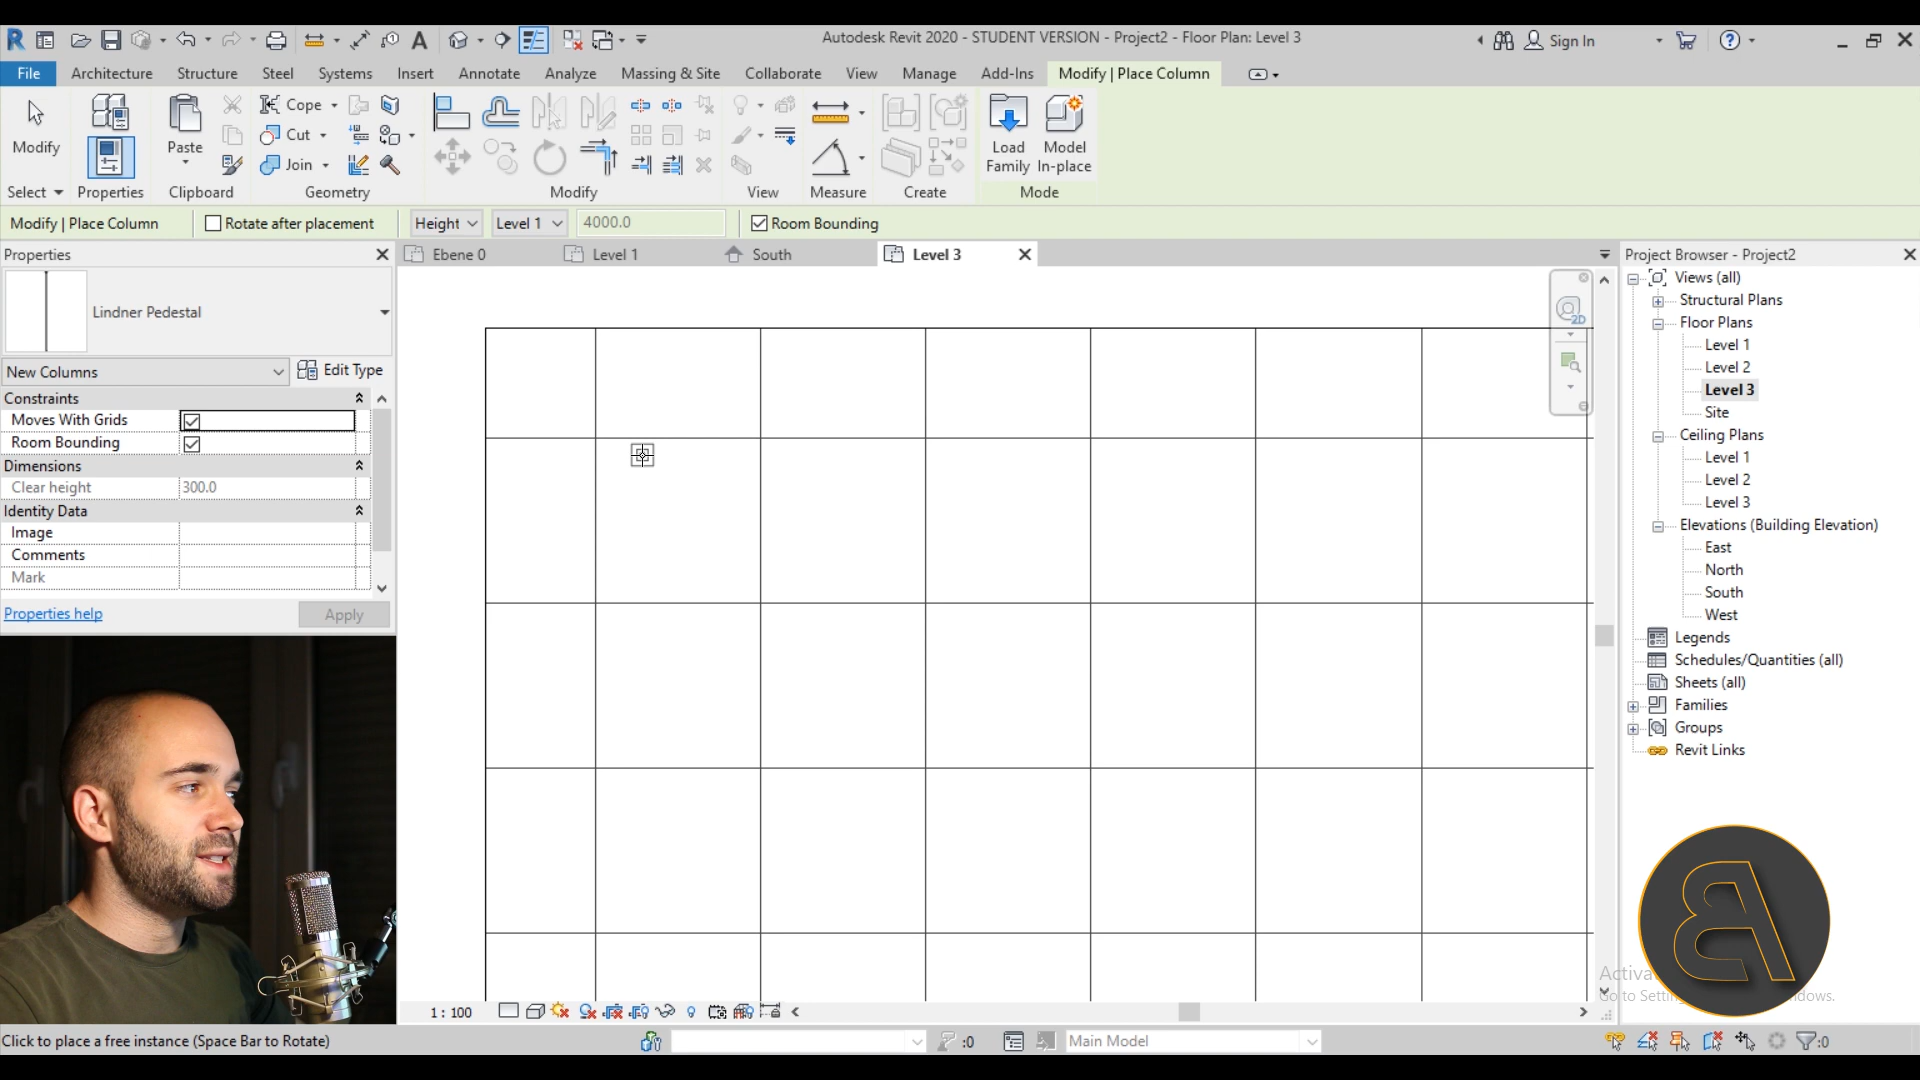 Autodesk Revit 2020 - STUDENT VERSION - Project2 - Floor Plan: Level 3
Sign In
File
Architecture
Structure
Steel
Systems
Insert
Annotate
Analyze
Massing & Site
Collaborate
View
Manage
Add-Ins
Modify | Place Column
Modify
Paste
Cope
Cut
Join
Load
Family
Model
In-place
Select
Properties
Clipboard
Geometry
Modify
View
Measure
Create
Mode
Modify | Place Column
Rotate after placement
Height
Level 1
4000.0
Room Bounding
Properties
Ebene 0
Level 1
South
Level 3
Project Browser - Project2
Lindner Pedestal
New Columns
Edit Type
Constraints
Moves With Grids
Room Bounding
Dimensions
Clear height
300.0
Identity Data
Image
Comments
Mark
Properties help
Apply
2D
Views (all)
Structural Plans
Floor Plans
Level 1
Level 2
Level 3
Site
Ceiling Plans
Level 1
Level 2
Level 3
Elevations (Building Elevation)
East
North
South
West
Legends
Schedules/Quantities (all)
Sheets (all)
Families
Groups
Revit Links
1 : 100
Click to place a free instance (Space Bar to Rotate)
:0
Main Model
:0